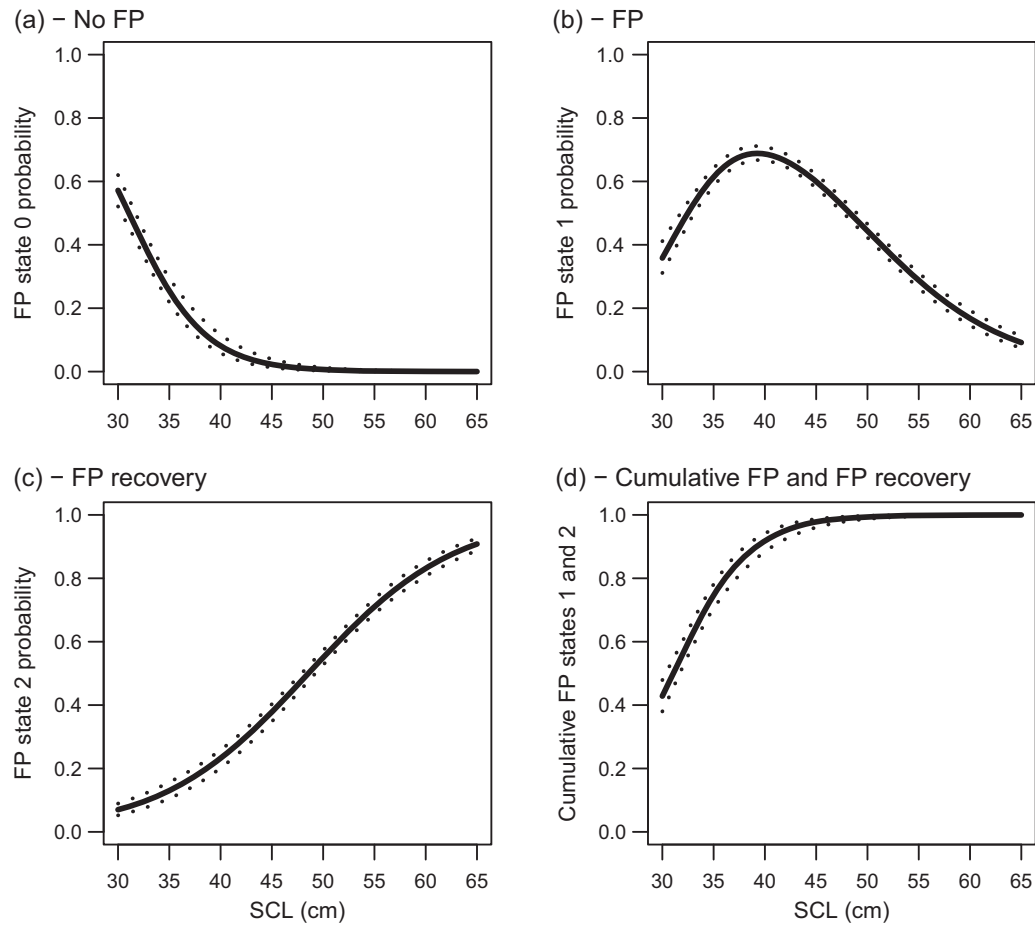 (a) − No FP
FP state 0 probability
1.0
0.8
0.6
0.4
0.2
0.0
30 35 40 45 50 55 60 65
(b) − FP
FP state 1 probability
1.0
0.8
0.6
0.4
0.2
0.0
30 35 40 45 50 55 60 65
(c) − FP recovery
FP state 2 probability
1.0
0.8
0.6
0.4
0.2
0.0
30 35 40 45 50 55 60 65
SCL (cm)
(d) − Cumulative FP and FP recovery
Cumulative FP states 1 and 2
1.0
0.8
0.6
0.4
0.2
0.0
30 35 40 45 50 55 60 65
SCL (cm)